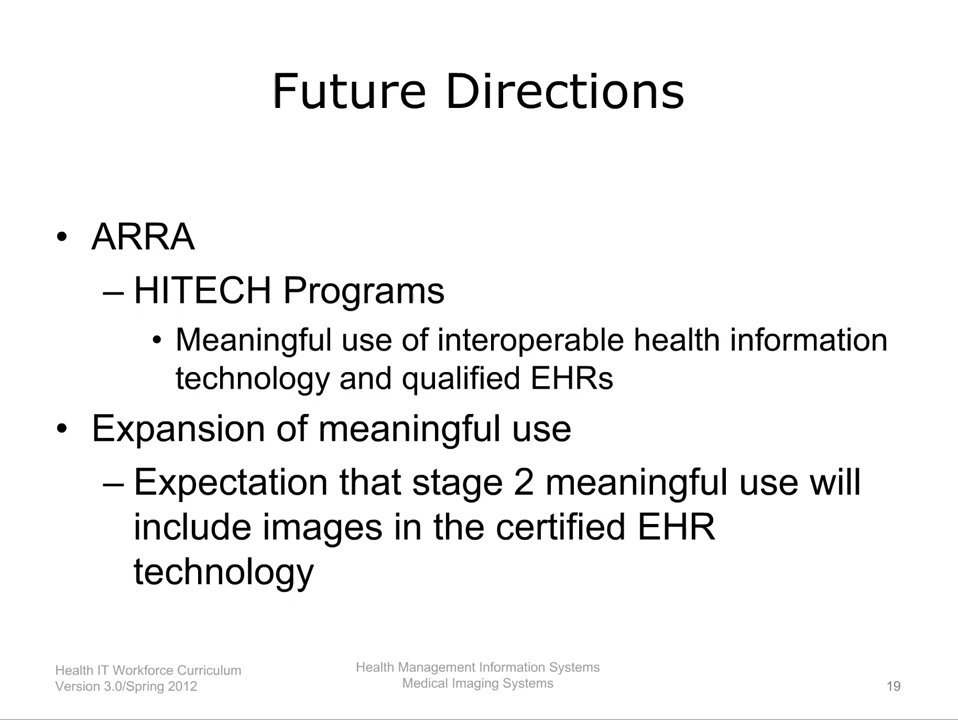 Future Directions
• ARRA
– HITECH Programs
• Meaningful use of interoperable health information
technology and qualified EHRs
• Expansion of meaningful use
– Expectation that stage 2 meaningful use will
include images in the certified EHR
technology
Health IT Workforce Curriculum
Version 3.0/Spring 2012
Health Management Information Systems
Medical Imaging Systems
19